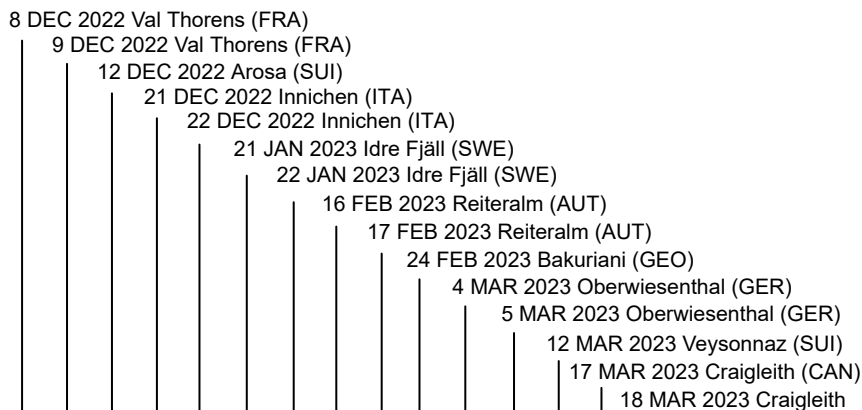 8 DEC 2022 Val Thorens (FRA)
9 DEC 2022 Val Thorens (FRA)
12 DEC 2022 Arosa (SUI)
21 DEC 2022 Innichen (ITA)
22 DEC 2022 Innichen (ITA)
21 JAN 2023 Idre Fjäll (SWE)
22 JAN 2023 Idre Fjäll (SWE)
16 FEB 2023 Reiteralm (AUT)
17 FEB 2023 Reiteralm (AUT)
24 FEB 2023 Bakuriani (GEO)
4 MAR 2023 Oberwiesenthal (GER)
5 MAR 2023 Oberwiesenthal (GER)
12 MAR 2023 Veysonnaz (SUI)
17 MAR 2023 Craigleith (CAN)
18 MAR 2023 Craigleith